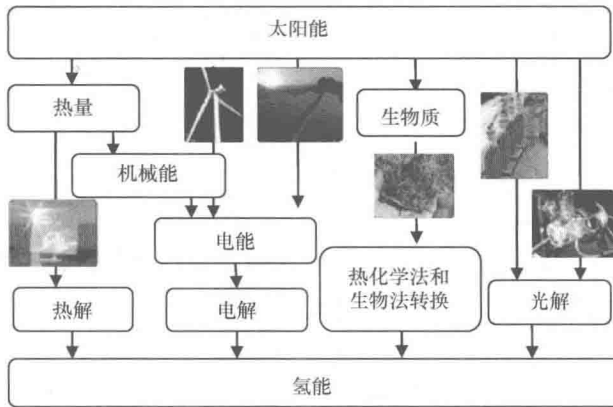 太阳能
热量
生物质
机械能
电能
热化学法和
生物法转换
热解
电解
光解
氢能